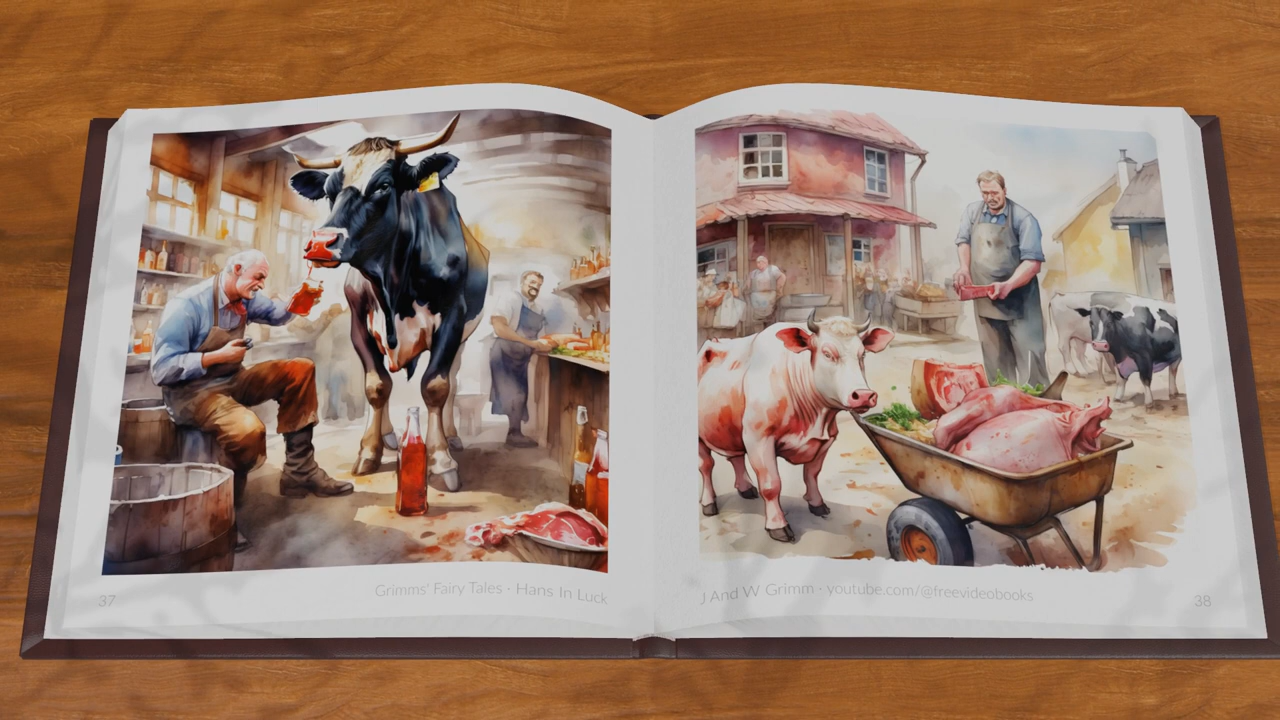 Grimms' Fairy Tales · Hans In Luck
37
J And W Grimm · youtube.com/@freevideobooks
38